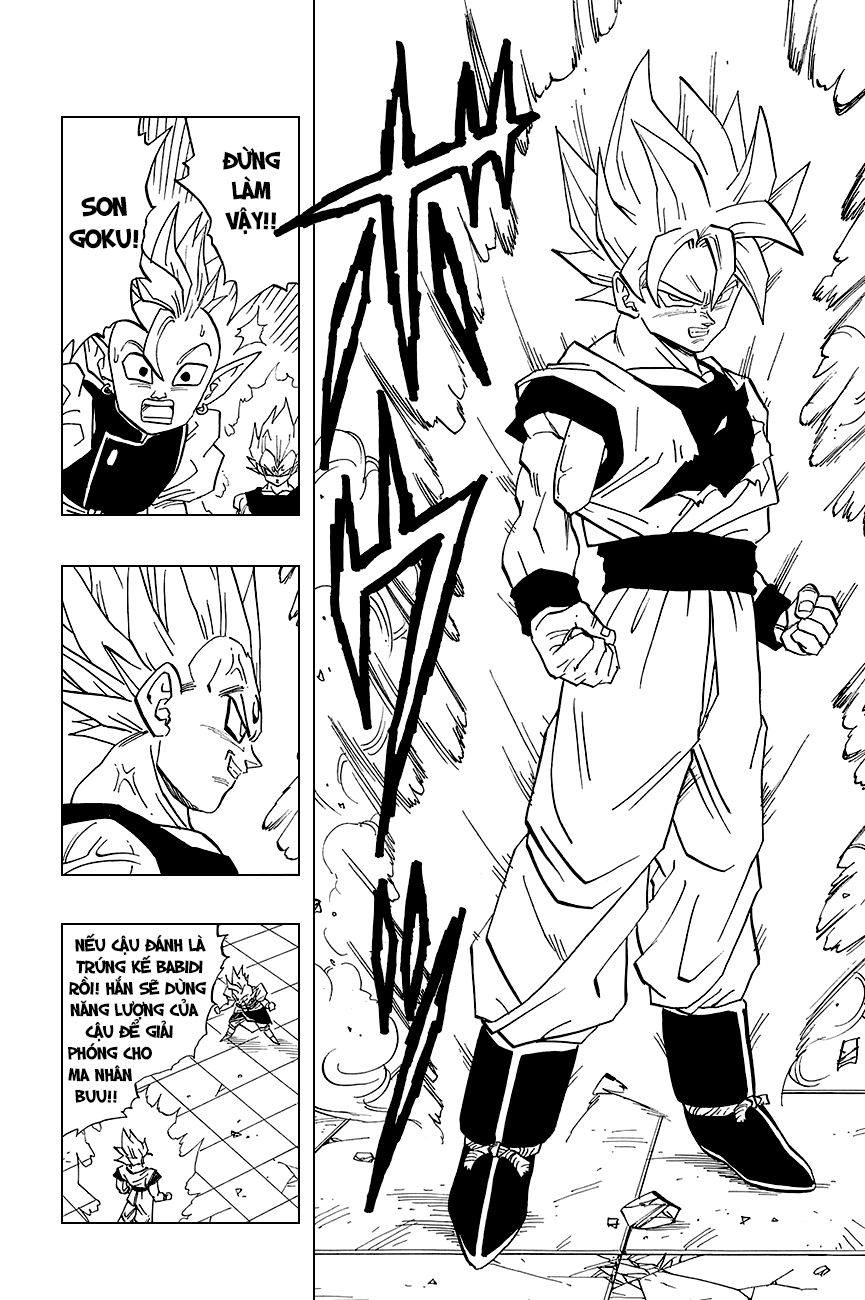 ĐỪNG
LÀM
VẬY!!
SON
GOKU!
NẾU CẬU ĐÁNH LÀ
TRÚNG KẾ BABIDI
RỒI!! HẮN SẼ DÙNG
NĂNG LƯỢNG CỦA
CẬU ĐỂ GIẢI
PHÓNG CHO
MA NHÂN
BUU!!